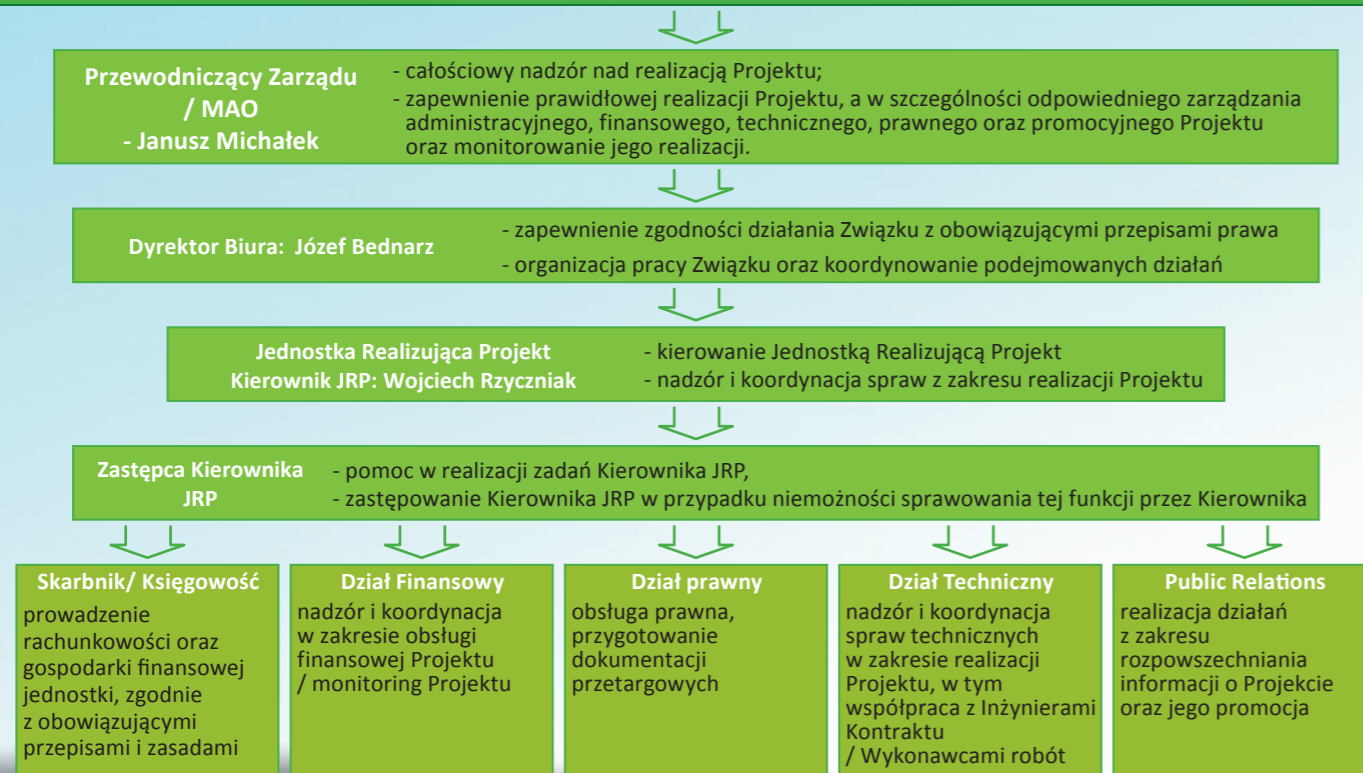 Przewodniczący Zarządu
/ MAO
- Janusz Michałek
- całościowy nadzór nad realizacją Projektu;
- zapewnienie prawidłowej realizacji Projektu, a w szczególności odpowiedniego zarządzania
administracyjnego, finansowego, technicznego, prawnego oraz promocyjnego Projektu
oraz monitorowanie jego realizacji.
Dyrektor Biura: Józef Bednarz
- zapewnienie zgodności działania Związku z obowiązującymi przepisami prawa
- organizacja pracy Związku oraz koordynowanie podejmowanych działań
Jednostka Realizująca Projekt
Kierownik JRP: Wojciech Rzyczniak
- kierowanie Jednostką Realizującą Projekt
- nadzór i koordynacja spraw z zakresu realizacji Projektu
Zastępca Kierownika
JRP
- pomoc w realizacji zadań Kierownika JRP,
- zastępowanie Kierownika JRP w przypadku niemożności sprawowania tej funkcji przez Kierownika
Skarbnik/ Księgowość
prowadzenie
rachunkowości oraz
gospodarki finansowej
jednostki, zgodnie
z obowiązującymi
przepisami i zasadami
Dział Finansowy
nadzór i koordynacja
w zakresie obsługi
finansowej Projektu
/ monitoring Projektu
Dział prawny
obsługa prawna,
przygotowanie
dokumentacji
przetargowych
Dział Techniczny
nadzór i koordynacja
spraw technicznych
w zakresie realizacji
Projektu, w tym
współpraca z Inżynierami
Kontraktu
/ Wykonawcami robót
Public Relations
realizacja działań
z zakresu
rozpowszechniania
informacji o Projekcie
oraz jego promocja